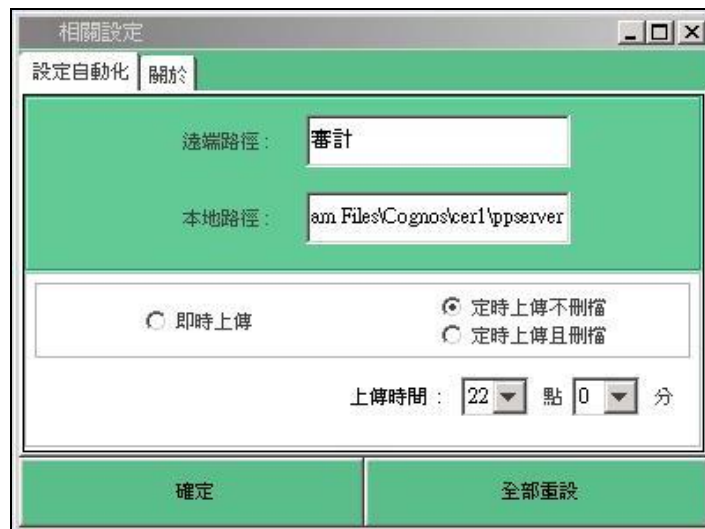 相關設定
設定自動化 關於
遠端路徑： 審計
本地路徑： am Files\Cognos\cer1\ppserver
即時上傳
定時上傳不刪檔
定時上傳且刪檔
上傳時間： 22 點 0 分
確定 全部重設